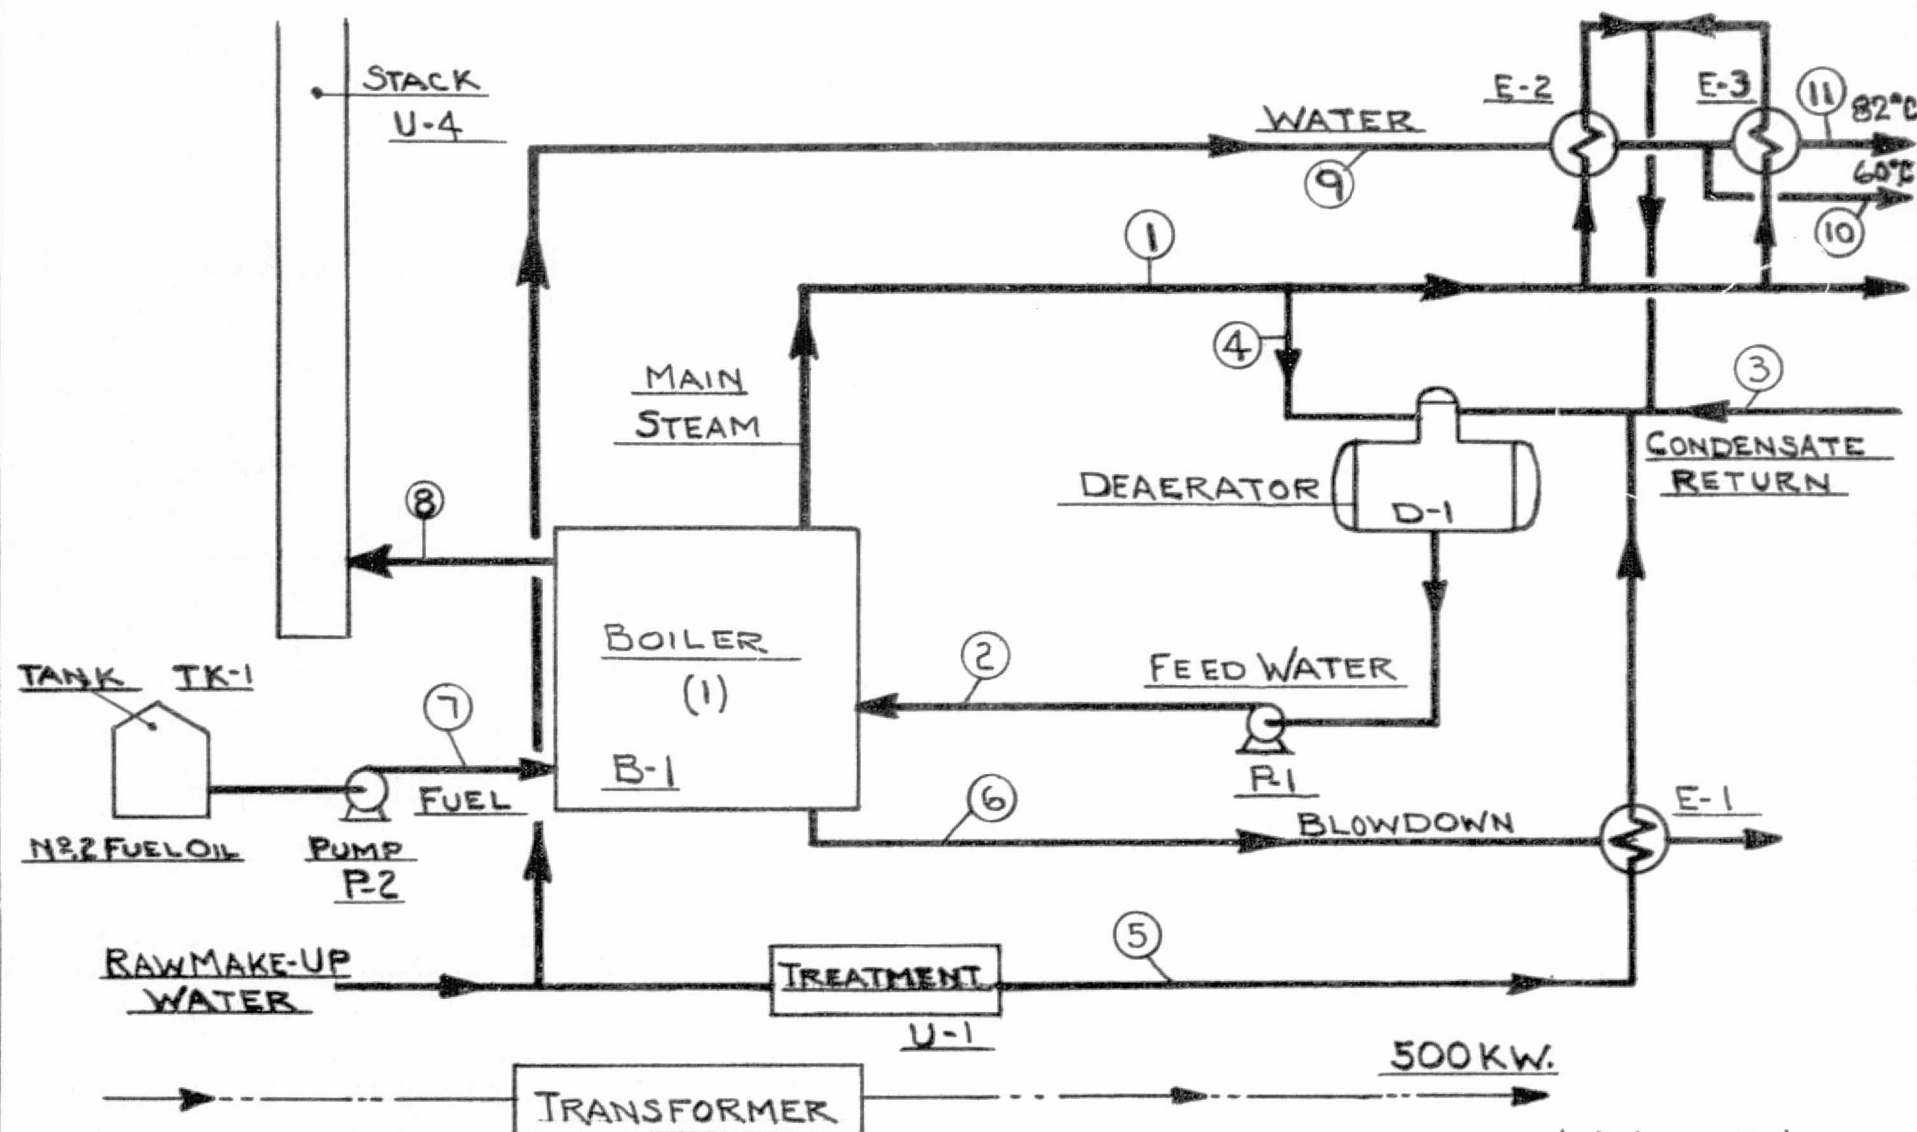 STACK
U-4
WATER
9
E-2
E-3
11
82°C
60°C
10
1
4
MAIN
STEAM
3
CONDENSATE
RETURN
DEAERATOR
D-1
8
BOILER
(1)
B-1
2
FEED WATER
P-1
TANK TK-1
7
FUEL
Nº.2 FUEL OIL
PUMP
P-2
6
BLOWDOWN
E-1
RAW MAKE-UP
WATER
TREATMENT
U-1
5
500 KW.
TRANSFORMER